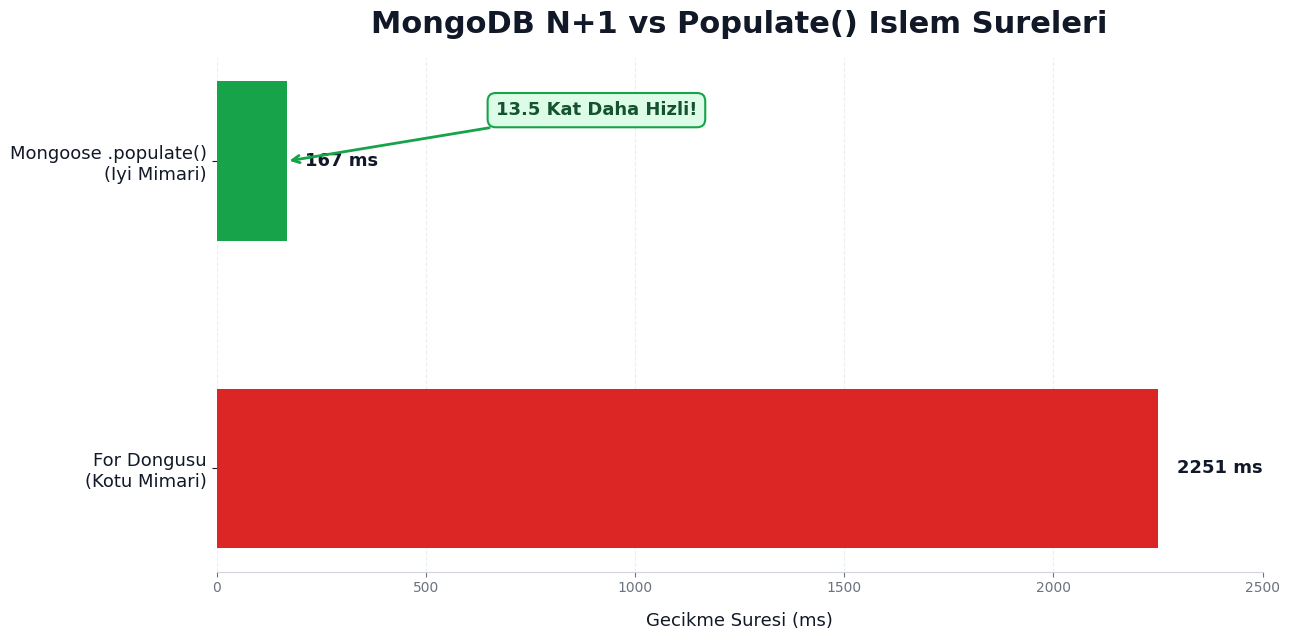 MongoDB N+1 vs Populate() Islem Sureleri
13.5 Kat Daha Hizli!
Mongoose .populate()
(Iyi Mimari)
167 ms
For Dongusu
(Kotu Mimari)
2251 ms
0 500 1000 1500 2000 2500
Gecikme Suresi (ms)